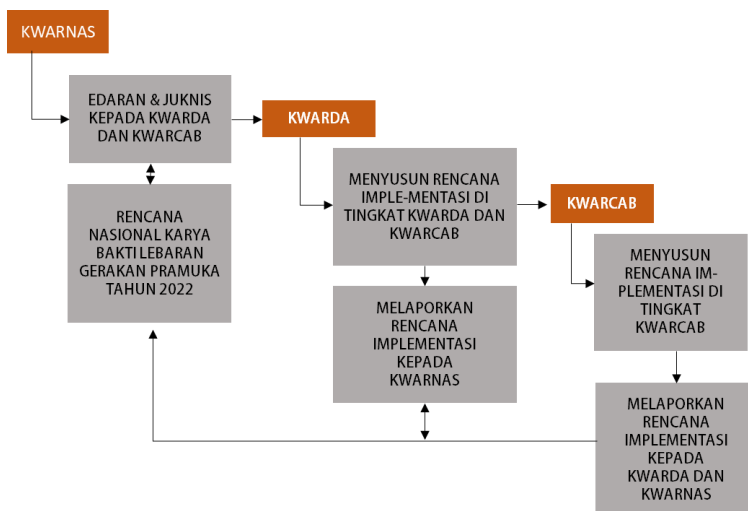 KWARNAS
EDARAN & JUKNIS
KEPADA KWARDA
DAN KWARCAB
KWARDA
RENCANA
NASIONAL KARYA
BAKTI LEBARAN
GERAKAN PRAMUKA
TAHUN 2022
MENYUSUN RENCANA
IMPLE-MENTASI DI
TINGKAT KWARDA DAN
KWARCAB
KWARCAB
MELAPORKAN
RENCANA
IMPLEMENTASI
KEPADA
KWARNAS
MENYUSUN
RENCANA IM-
PLEMENTASI DI
TINGKAT
KWARCAB
MELAPORKAN
RENCANA
IMPLEMENTASI
KEPADA
KWARDA DAN
KWARNAS